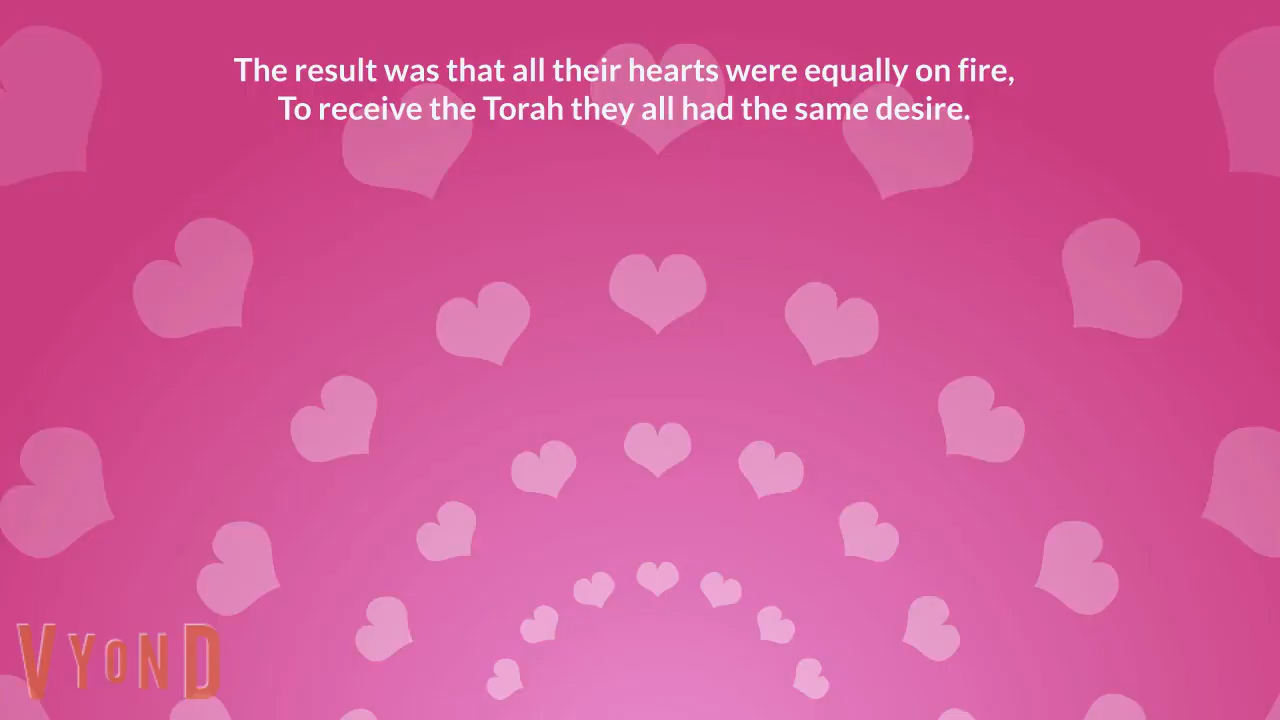 The result was that all their hearts were equally on fire,
To receive the Torah they all had the same desire.
VYOND